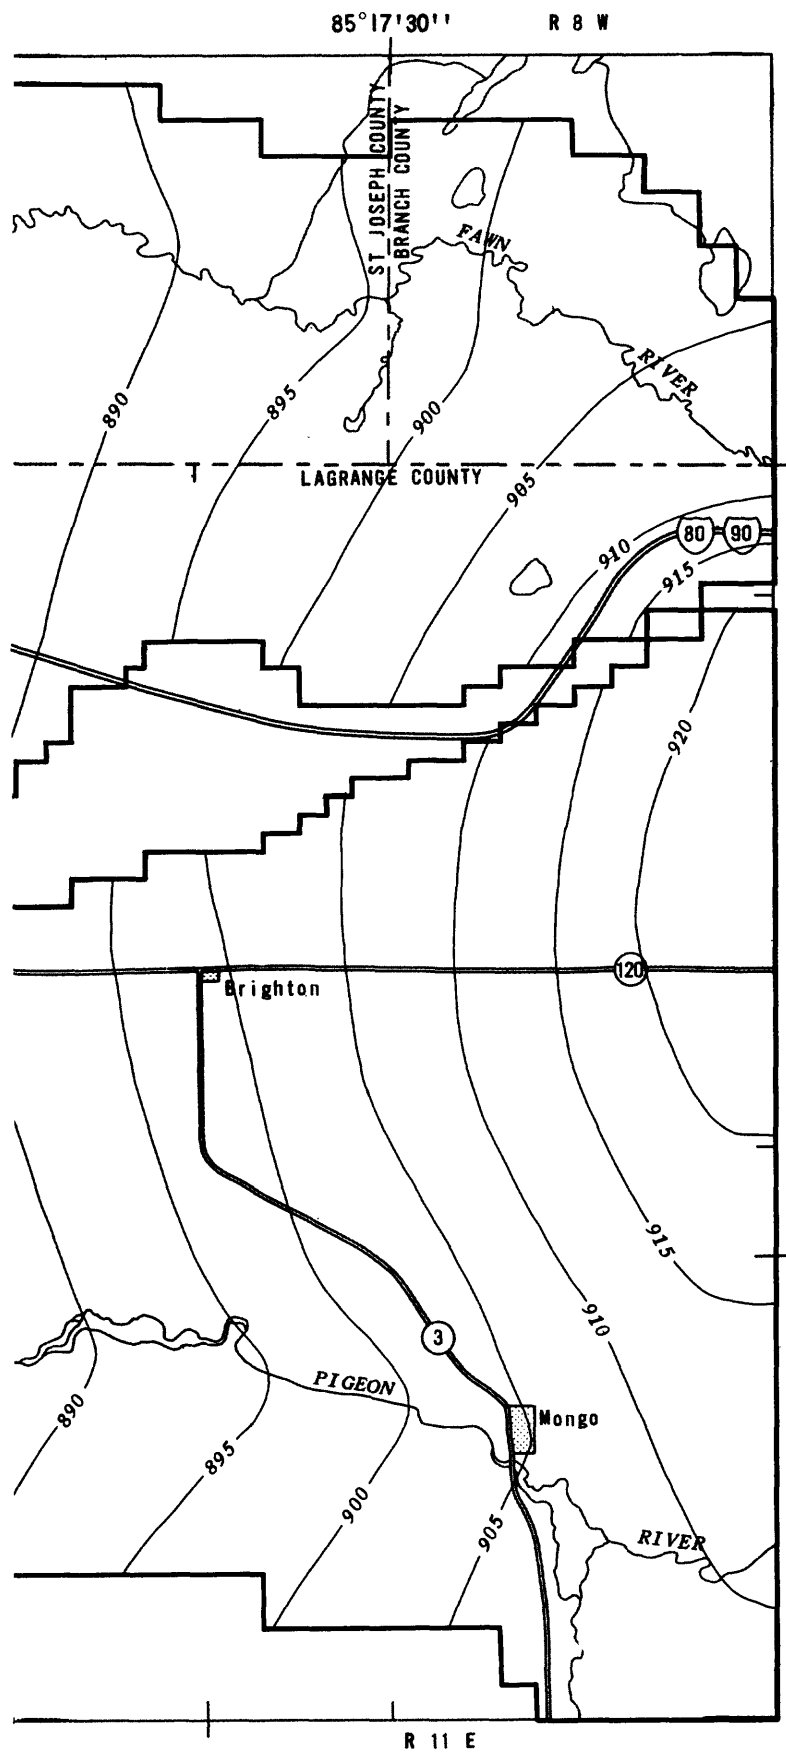 85°17'30'' R 8 W
ST JOSEPH COUNTY
BRANCH COUNTY
FAWN
RIVER
890
895
900
LAGRANGE COUNTY
905
80 90
910
915
920
120
Brighton
915
910
3
PIGEON
Mongo
890
895
900
905
RIVER
R 11 E